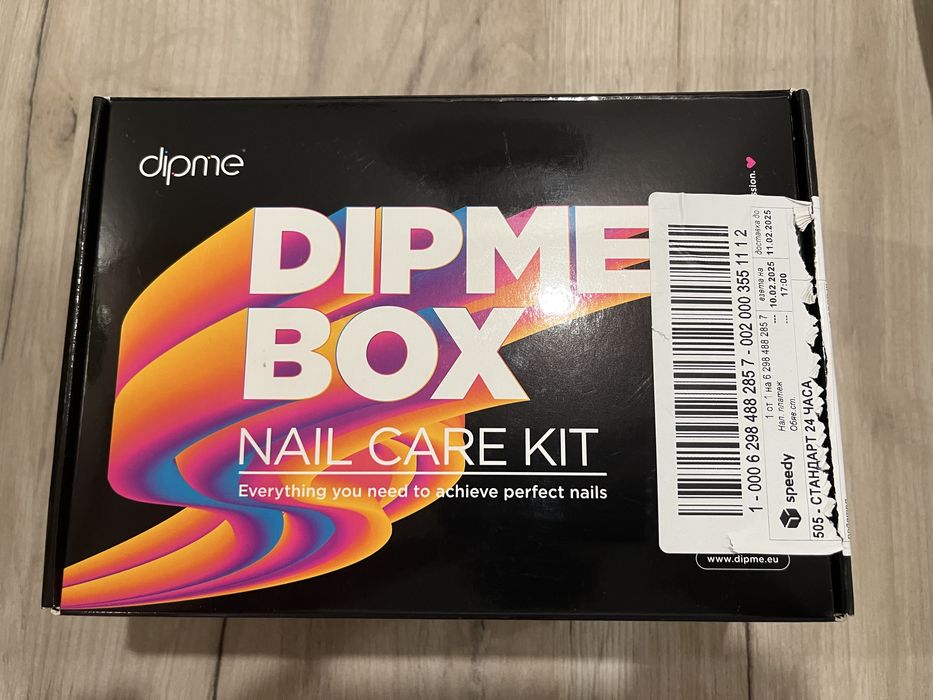 dipme
DIPME
BOX
NAIL CARE KIT
Everything you need to achieve perfect nails
www.dipme.eu
1 - 000 6 298 488 285 7 - 002 000 355 11 1 2
взета на
доставка до
10.02.2025
11.02.2025
17:00
1 от 1 на 6 298 488 285 7
Нал. платеж ---
Обяв.ст. ---
speedy
505 - СТАНДАРТ 24 ЧАСА